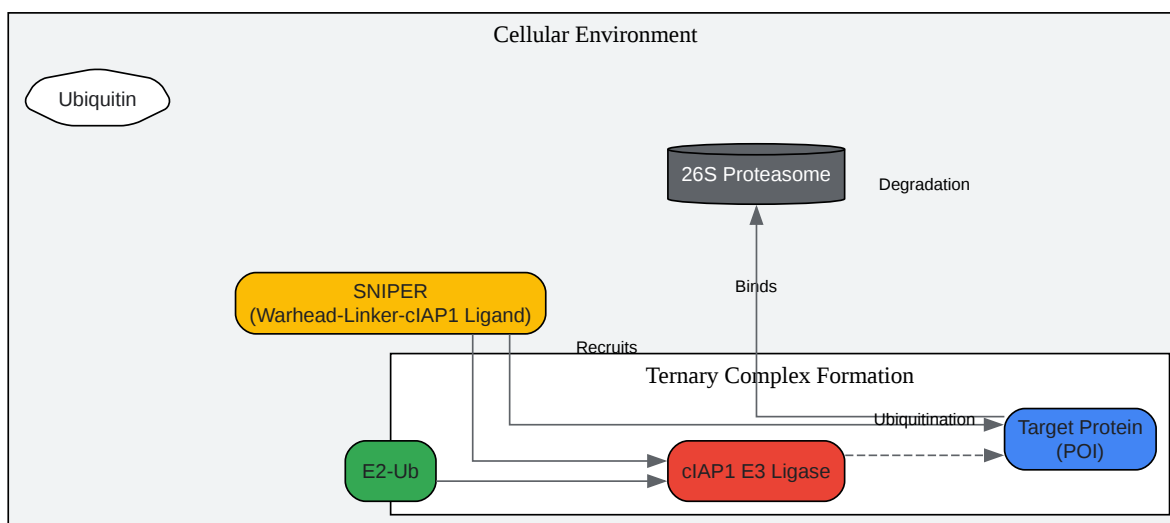 Cellular Environment
Ubiquitin
26S Proteasome
Degradation
Binds
SNIPER
(Warhead-Linker-cIAP1 Ligand)
Recruits
Ternary Complex Formation
Ubiquitination
Target Protein
(POI)
E2-Ub
cIAP1 E3 Ligase